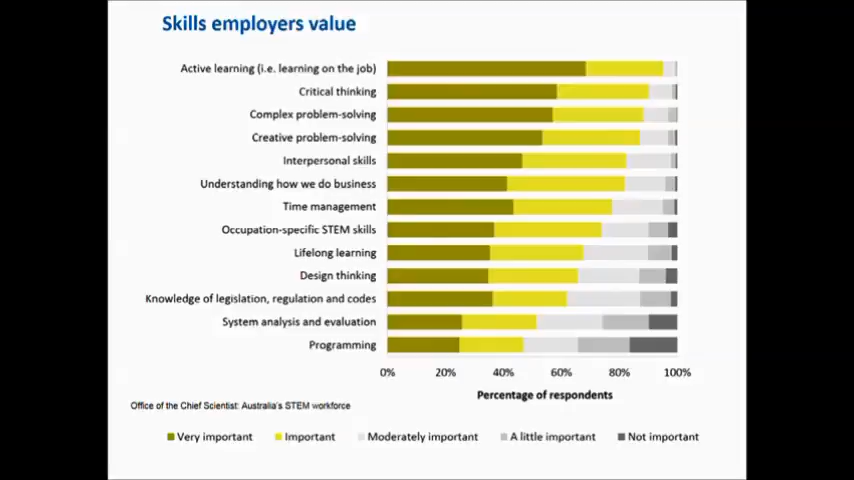 Skills employers value
Active learning (i.e. learning on the job)
Critical thinking
Complex problem-solving
Creative problem-solving
Interpersonal skills
Understanding how we do business
Time management
Occupation-specific STEM skills
Lifelong learning
Design thinking
Knowledge of legislation, regulation and codes
System analysis and evaluation
Programming
0% 20% 40% 60% 80% 100%
Percentage of respondents
Office of the Chief Scientist: Australia's STEM workforce
Very important Important Moderately important A little important Not important